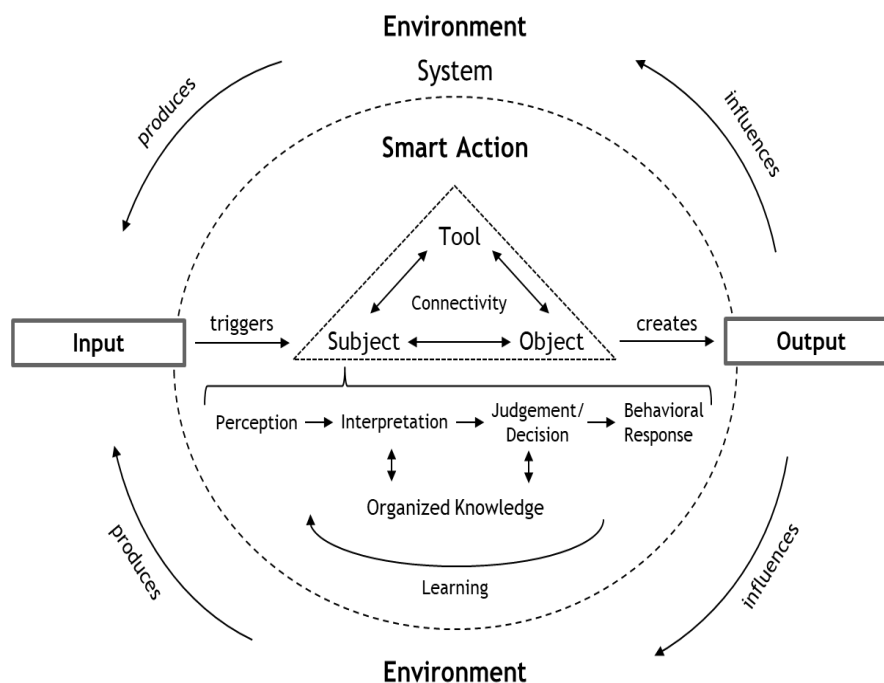 Environment
System
produces
influences
Smart Action
Tool
Connectivity
Input
triggers
Subject
Object
creates
Output
Perception
Interpretation
Judgement/
Decision
Behavioral
Response
Organized Knowledge
Learning
produces
influences
Environment